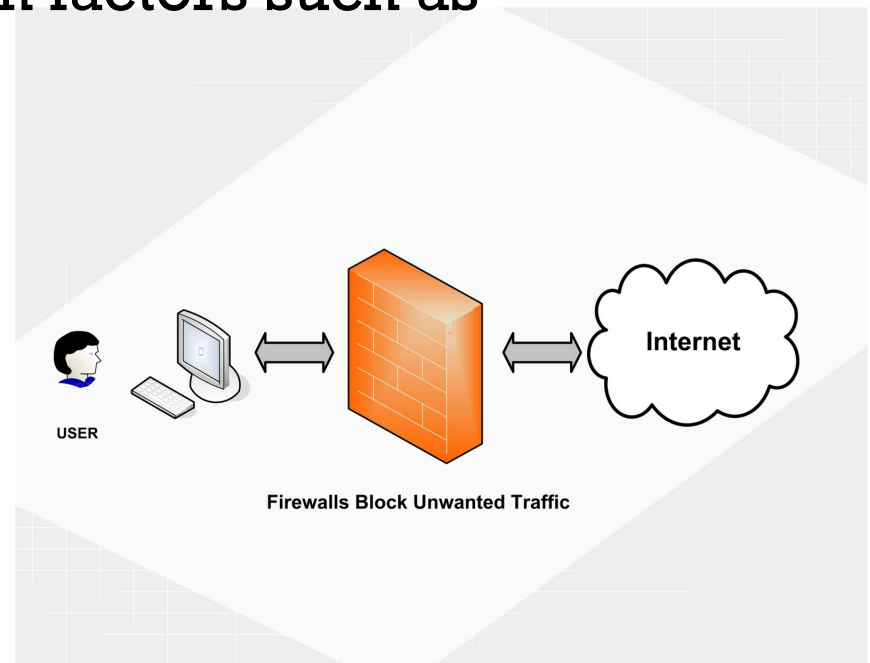 factors such as
Internet
USER
Firewalls Block Unwanted Traffic